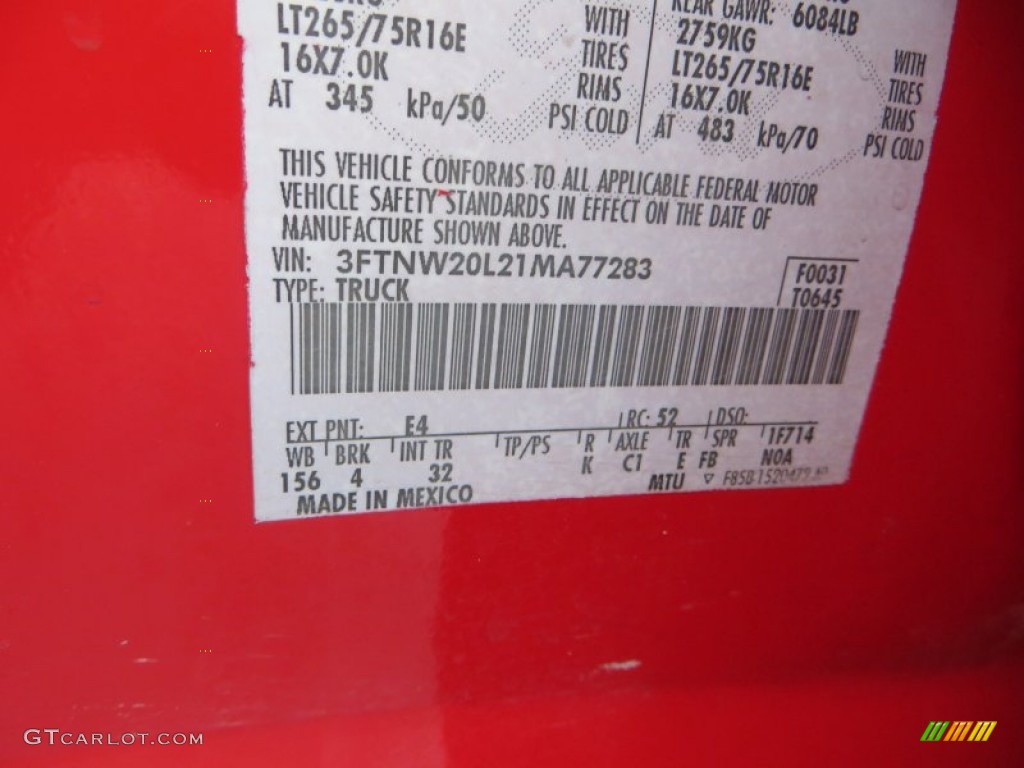 LT265/75R16E
WITH
16X7.0K
TIRES
RIMS
AT 345 kPa/50
PSI COLD
REAR GAWR: 6084LB
2759KG
WITH
LT265/75R16E
TIRES
16X7.0K
RIMS
AT 483 kPa/70
PSI COLD
THIS VEHICLE CONFORMS TO ALL APPLICABLE FEDERAL MOTOR
VEHICLE SAFETY STANDARDS IN EFFECT ON THE DATE OF
MANUFACTURE SHOWN ABOVE.
VIN: 3FTNW20L21MA77283
F0031
TYPE: TRUCK
T0645
EXT PNT: E4
RC: 52
DSO:
WB BRK INT TR TP/PS R AXLE TR SPR 1F714
156 4 32 K C1 E FB N0A
MADE IN MEXICO
MTU
GTCARLOT.COM